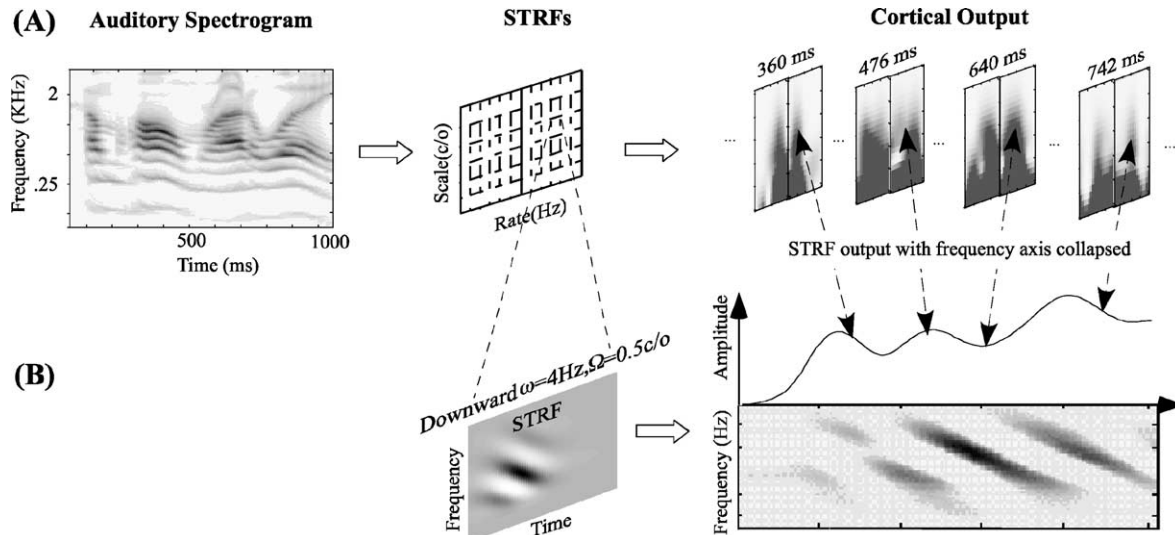 (A)
Auditory Spectrogram
STRFs
Cortical Output
Frequency (KHz)
2
.25
500
1000
Time (ms)
Scale(c/o)
Rate(Hz)
360 ms
476 ms
640 ms
742 ms
...
...
...
...
...
STRF output with frequency axis collapsed
(B)
Downward ω=4Hz,Ω=0.5c/o
STRF
Frequency
Time
Amplitude
Frequency (Hz)